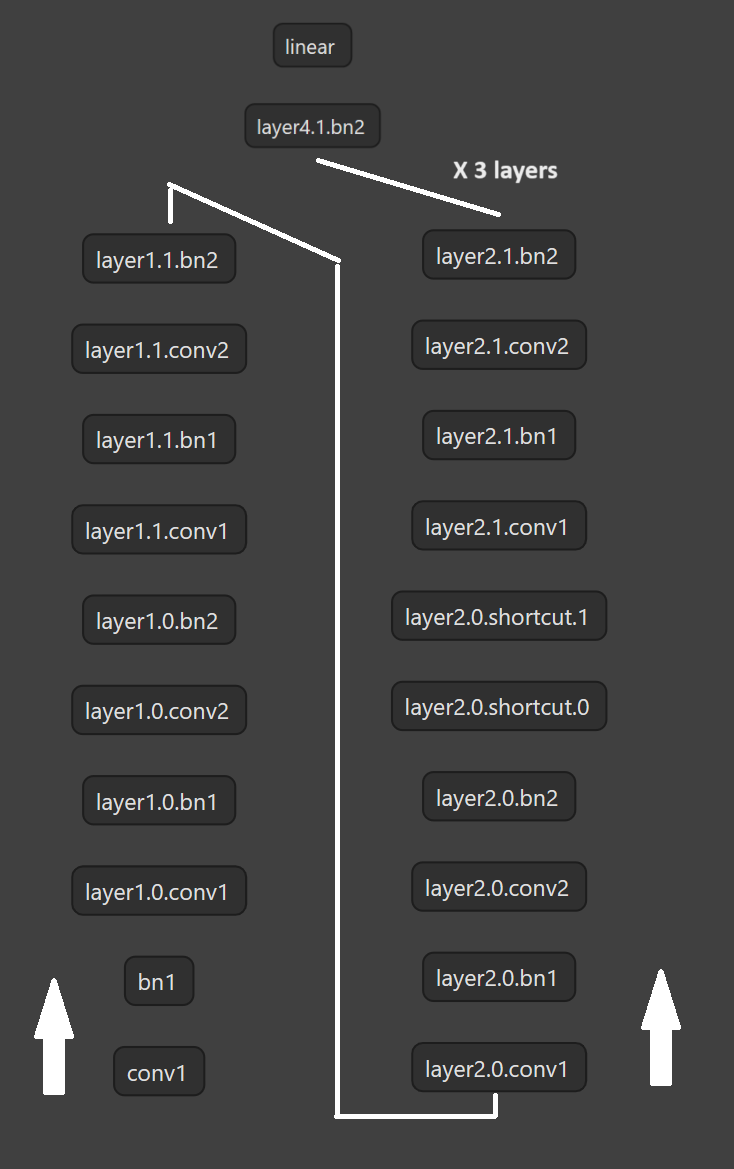 linear
layer4.1.bn2
X 3 layers
layer1.1.bn2
layer1.1.conv2
layer1.1.bn1
layer1.1.conv1
layer1.0.bn2
layer1.0.conv2
layer1.0.bn1
layer1.0.conv1
bn1
conv1
layer2.1.bn2
layer2.1.conv2
layer2.1.bn1
layer2.1.conv1
layer2.0.shortcut.1
layer2.0.shortcut.0
layer2.0.bn2
layer2.0.conv2
layer2.0.bn1
layer2.0.conv1